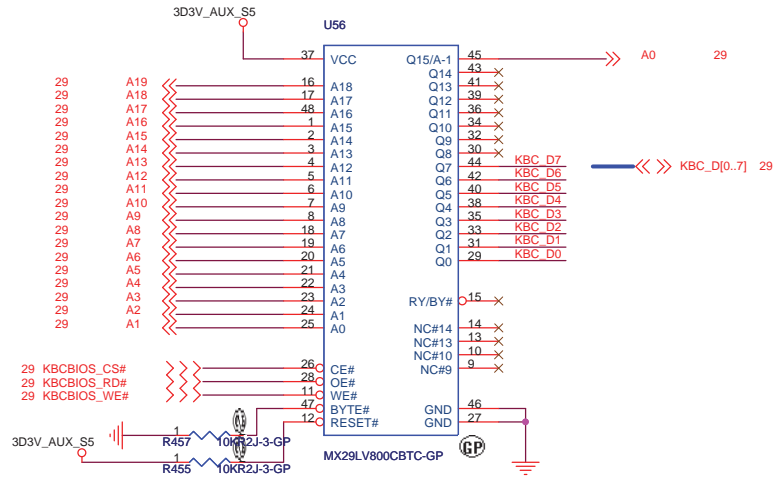 3D3V_AUX_S5
U56
37 VCC Q15/A-1 45 A0 29
Q14 43
29 A19 16 A18 Q13 41
29 A18 17 A17 Q12 39
29 A17 48 A16 Q11 36
29 A16 1 A15 Q10 34
29 A15 2 A14 Q9 32
29 A14 3 A13 Q8 30
29 A13 4 A12 Q7 44 KBC_D7 KBC_D[0..7] 29
29 A12 5 A11 Q6 42 KBC_D6
29 A11 6 A10 Q5 40 KBC_D5
29 A10 7 A9 Q4 38 KBC_D4
29 A9 8 A8 Q3 35 KBC_D3
29 A8 18 A7 Q2 33 KBC_D2
29 A7 19 A6 Q1 31 KBC_D1
29 A6 20 A5 Q0 29 KBC_D0
29 A5 21 A4
29 A4 22 A3
29 A3 23 A2 RY/BY# 15
29 A2 24 A1
29 A1 25 A0 NC#14 14
NC#13 13
NC#10 10
29 KBCBIOS_CS# 26 CE# NC#9 9
29 KBCBIOS_RD# 28 OE#
29 KBCBIOS_WE# 11 WE#
47 BYTE# GND 46
12 RESET# GND 27
1 R457 10KR2J-3-GP
3D3V_AUX_S5
1 R455 10KR2J-3-GP
MX29LV800CBTC-GP GP